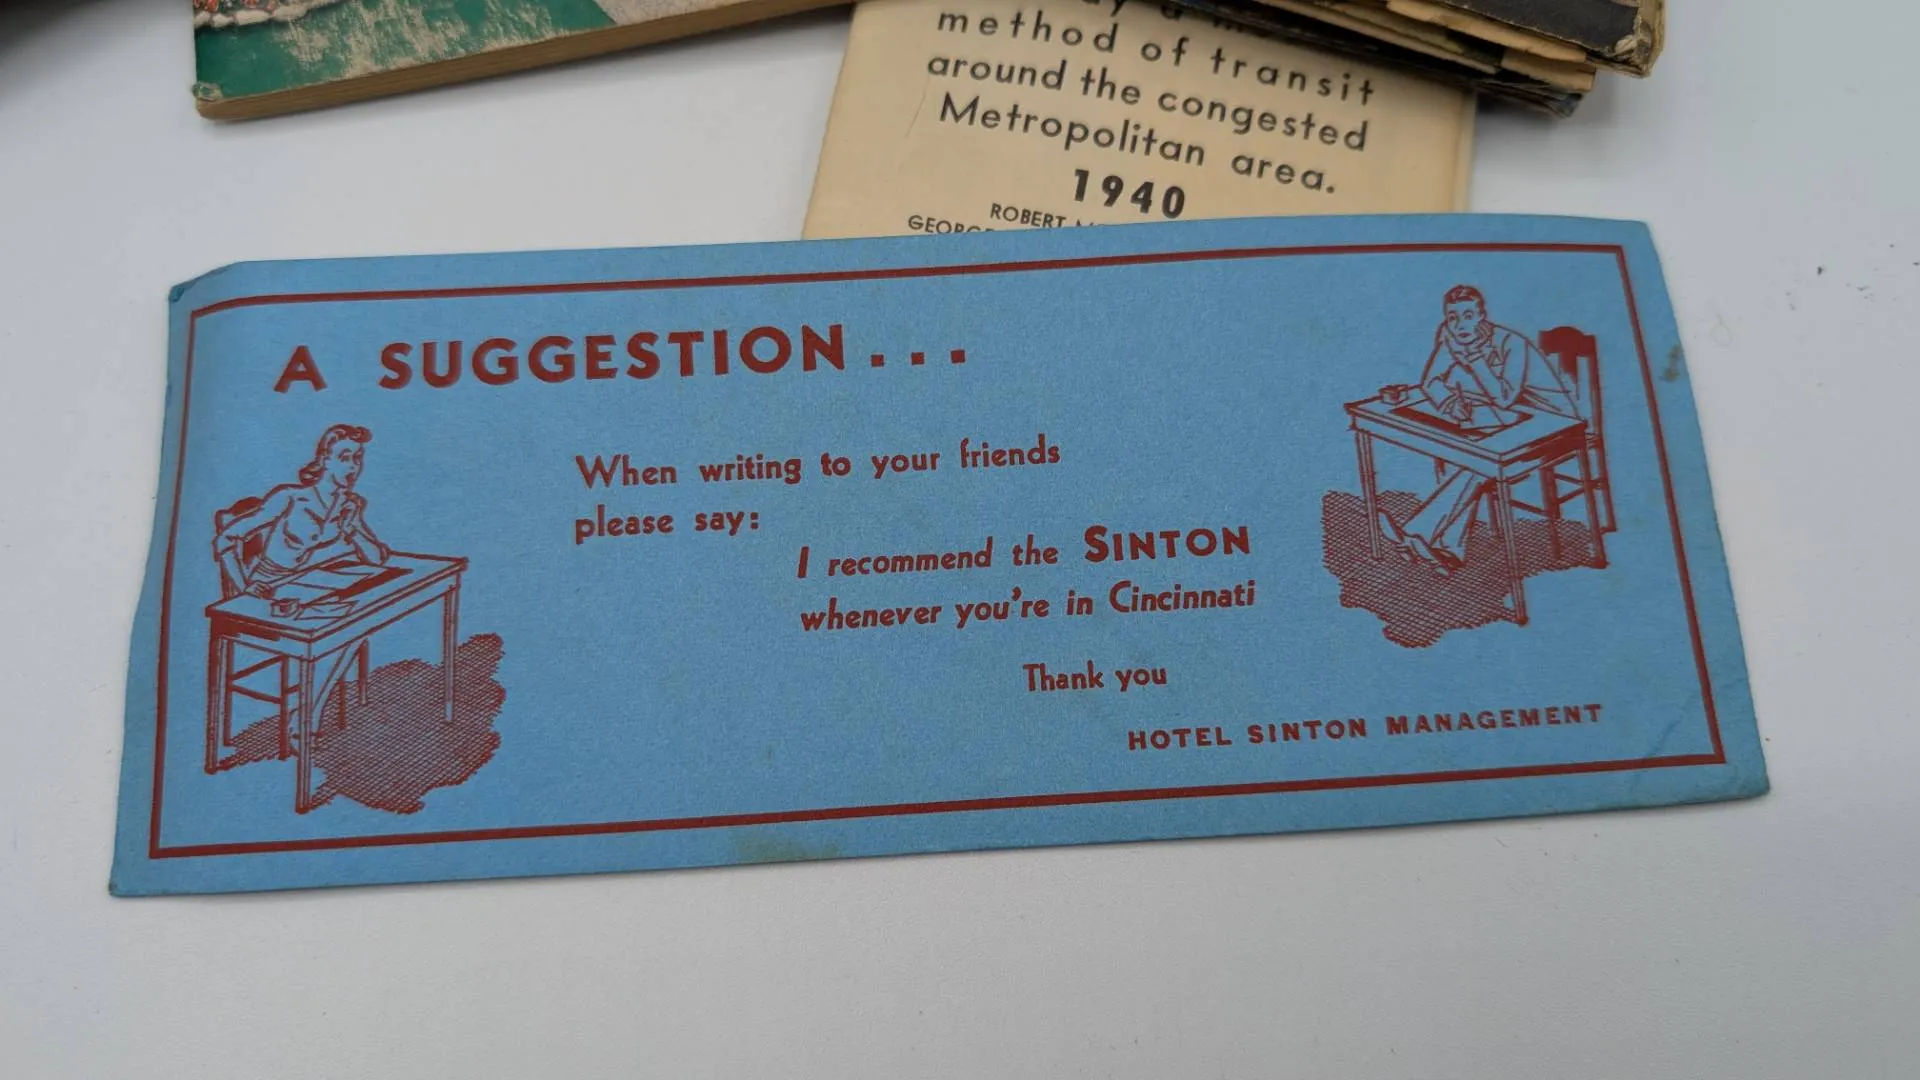 method of transit
around the congested
Metropolitan area.
1940
ROBERT
A SUGGESTION...
When writing to your friends
please say:
I recommend the SINTON
whenever you're in Cincinnati
Thank you
HOTEL SINTON MANAGEMENT